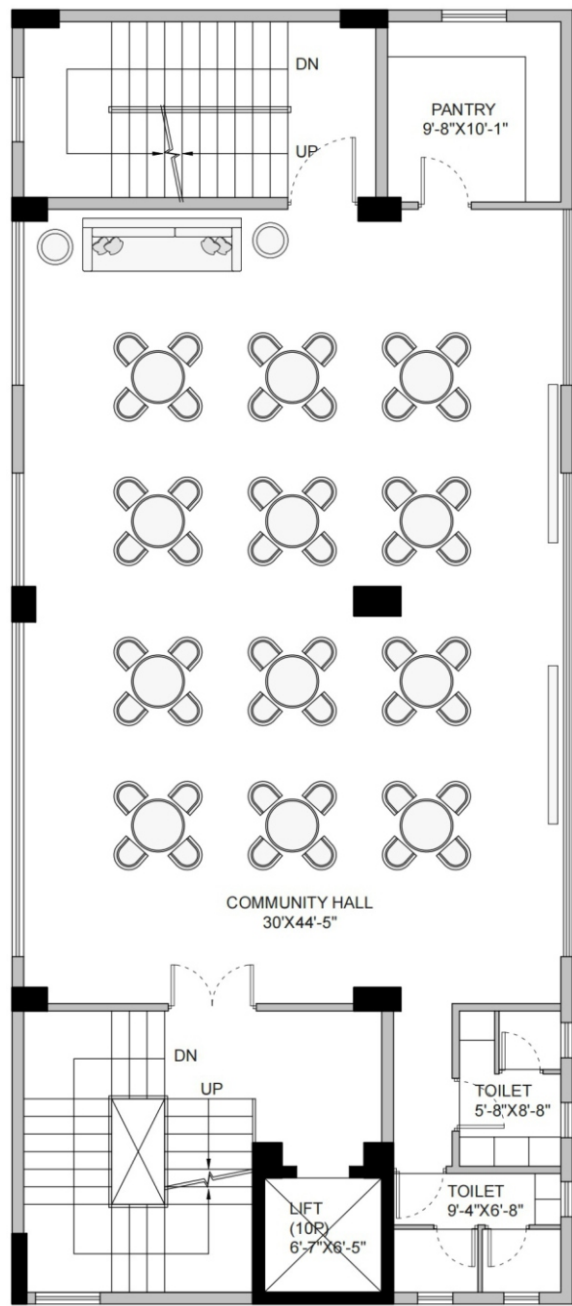 DN
UP
PANTRY
9'-8"X10'-1"
COMMUNITY HALL
30'X44'-5"
DN
UP
TOILET
5'-8"X8'-8"
TOILET
9'-4"X6'-8"
LIFT
(10P)
6'-7"X6'-5"